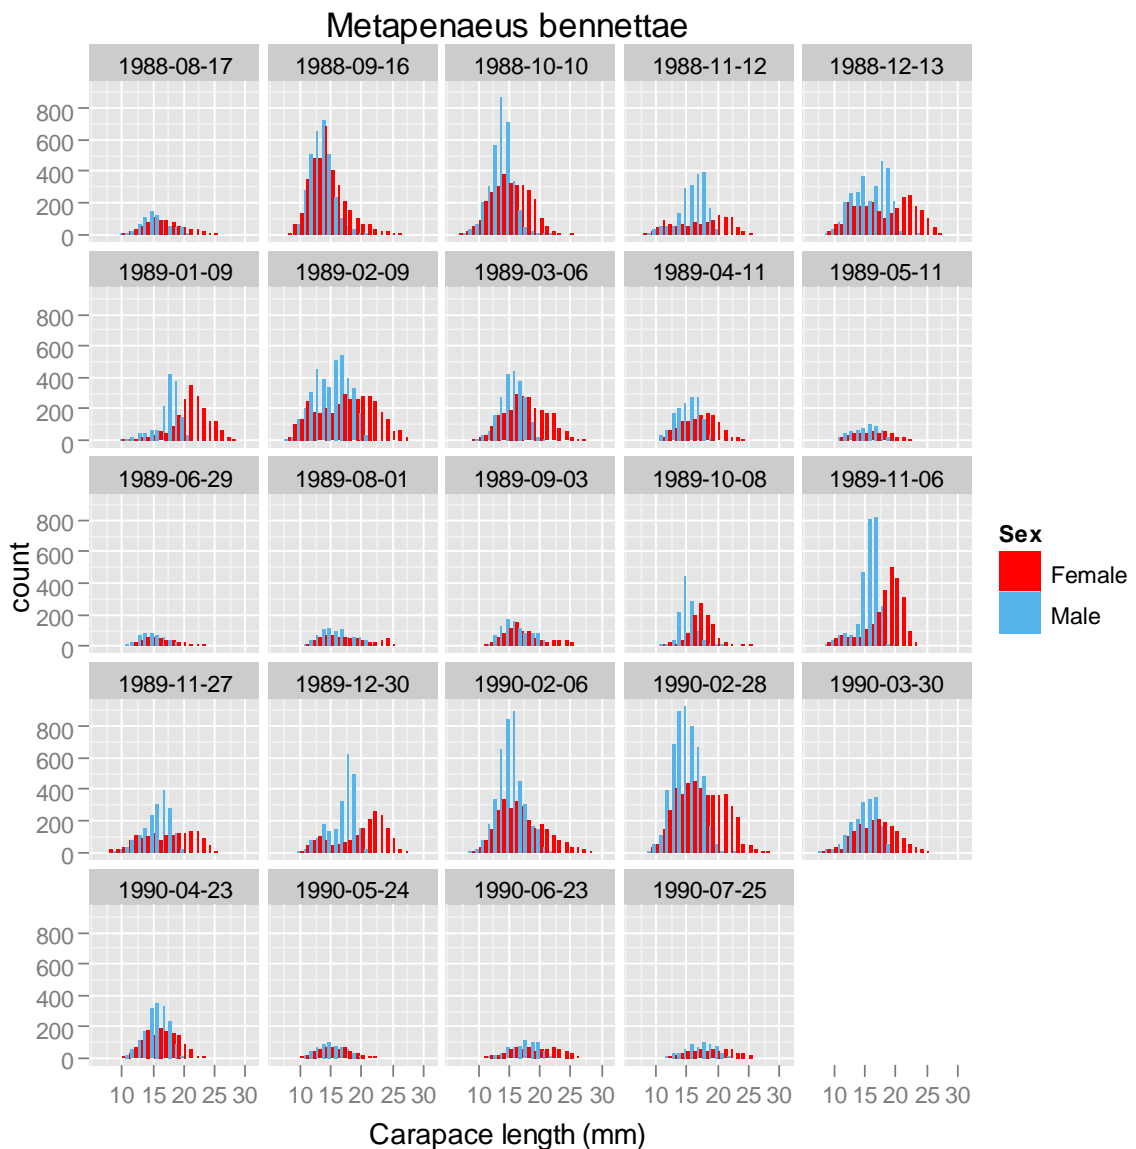 Metapenaeus bennettae
1988-08-17 1988-09-16 1988-10-10 1988-11-12 1988-12-13
800
600
400
200
0
1989-01-09 1989-02-09 1989-03-06 1989-04-11 1989-05-11
800
600
400
200
0
1989-06-29 1989-08-01 1989-09-03 1989-10-08 1989-11-06
800
600
400
200
0
count
Sex
Female
Male
1989-11-27 1989-12-30 1990-02-06 1990-02-28 1990-03-30
800
600
400
200
0
1990-04-23 1990-05-24 1990-06-23 1990-07-25
800
600
400
200
0
10 15 20 25 30 10 15 20 25 30 10 15 20 25 30 10 15 20 25 30 10 15 20 25 30
Carapace length (mm)